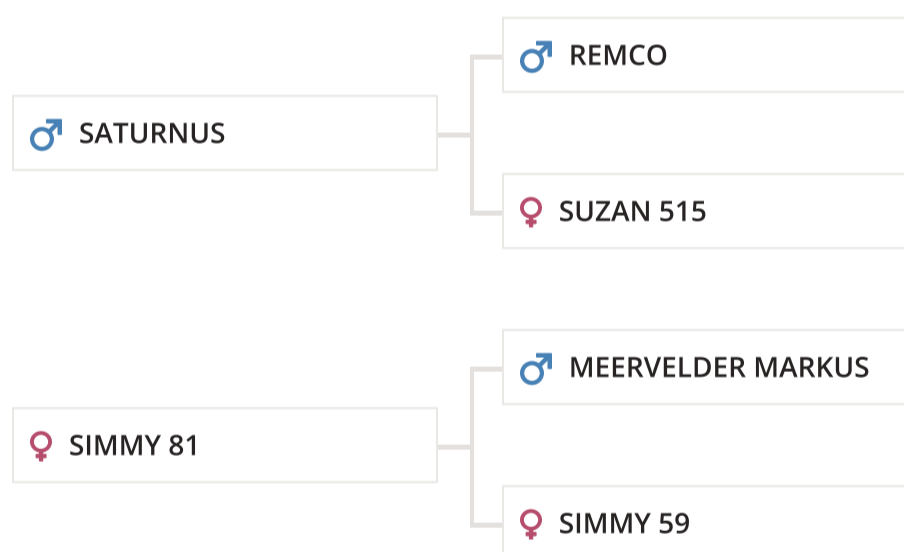 REMCO
SATURNUS
SUZAN 515
MEERVELDER MARKUS
SIMMY 81
SIMMY 59